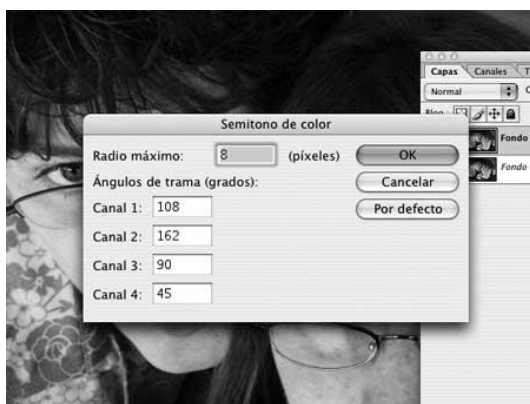 Capas Canales T
Normal
Semitono de color
Radio máximo: 8 (píxeles) OK
Ángulos de trama (grados): Cancelar
Canal 1: 108 Por defecto
Canal 2: 162
Canal 3: 90
Canal 4: 45
Fondo
Fondo